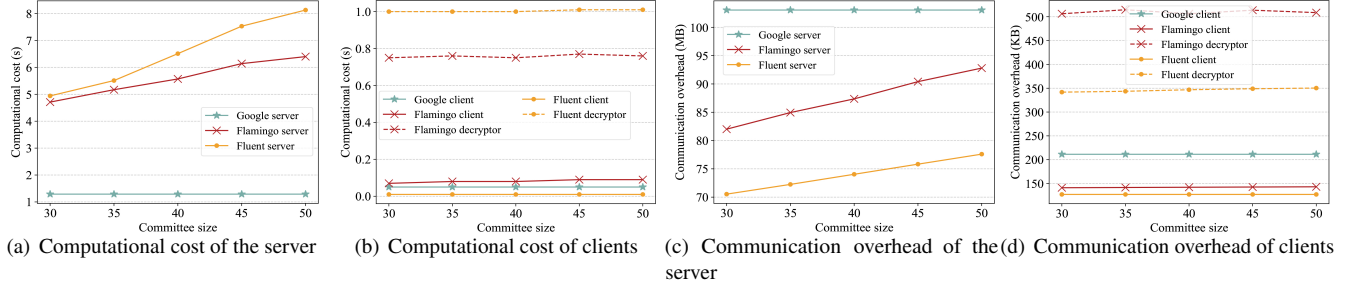 8
7
6
5
4
3
2
1
Computational cost (s)
Google server
Flamingo server
Fluent server
30 35 40 45 50
Committee size
(a) Computational cost of the server
1.0
0.8
0.6
0.4
0.2
0.0
Computational cost (s)
Google client
Flamingo client
Flamingo decryptor
Fluent client
Fluent decryptor
30 35 40 45 50
Committee size
(b) Computational cost of clients
100
95
90
85
80
75
70
Communication overhead (MB)
Google server
Flamingo server
Fluent server
30 35 40 45 50
Committee size
(c) Communication overhead of the
server
500
450
400
350
300
250
200
150
Communication overhead (KB)
Google client
Flamingo client
Flamingo decryptor
Fluent client
Fluent decryptor
30 35 40 45 50
Committee size
(d) Communication overhead of clients